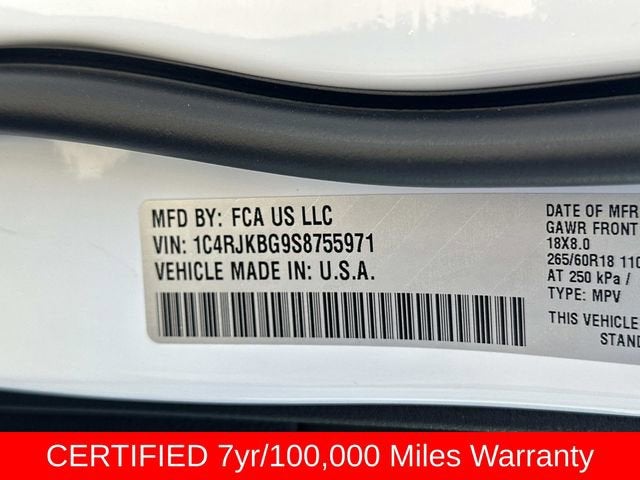 MFD BY: FCA US LLC
VIN: 1C4RJKBG9S8755971
VEHICLE MADE IN: U.S.A.
DATE OF MFR
GAWR FRONT
18X8.0
265/60R18 110
AT 250 kPa /
TYPE: MPV
THIS VEHICLE
STAND
CERTIFIED 7yr/100,000 Miles Warranty